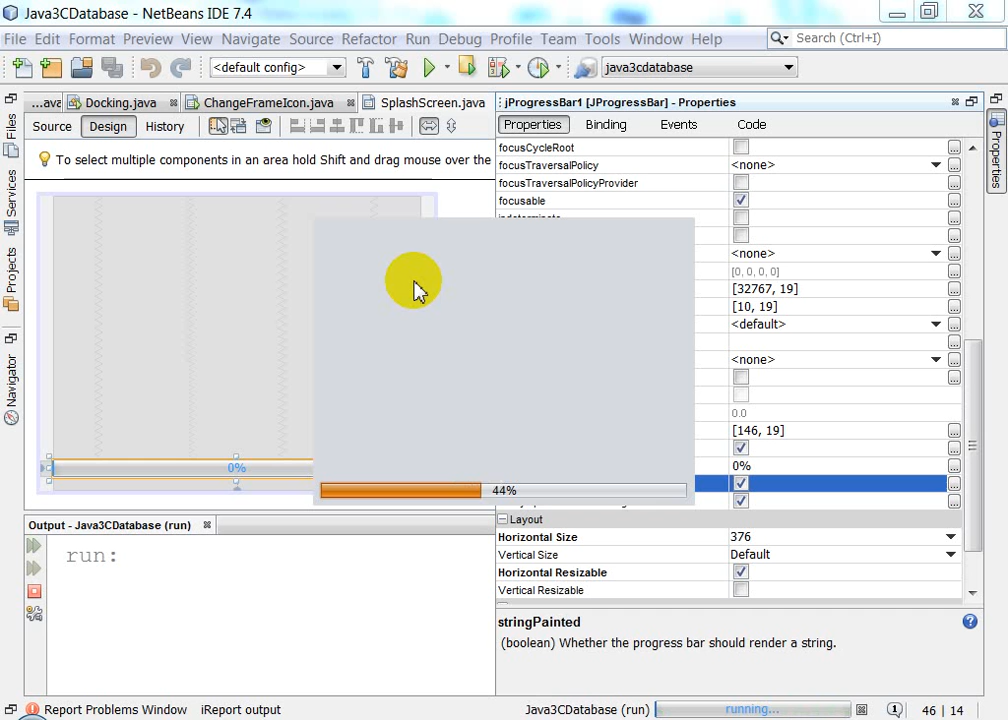 Java3CDatabase - NetBeans IDE 7.4
File Edit Format Preview View Navigate Source Refactor Run Debug Profile Team Tools Window Help
Search (Ctrl+I)
<default config>
java3cdatabase
...ava
Docking.java
ChangeFrameIcon.java
SplashScreen.java
Source Design History
To select multiple components in an area hold Shift and drag mouse over the
0%
44%
Output - Java3CDatabase (run)
run:
Files
Services
Projects
Navigator
jProgressBar1 [JProgressBar] - Properties
Properties Binding Events Code
focusCycleRoot
focusTraversalPolicy <none>
focusTraversalPolicyProvider
focusable
<none>
[0, 0, 0, 0]
[32767, 19]
[10, 19]
<default>
<none>
0.0
[146, 19]
0%
Layout
Horizontal Size 376
Vertical Size Default
Horizontal Resizable
Vertical Resizable
stringPainted
(boolean) Whether the progress bar should render a string.
Properties
Report Problems Window iReport output
Java3CDatabase (run) running... 46 | 14